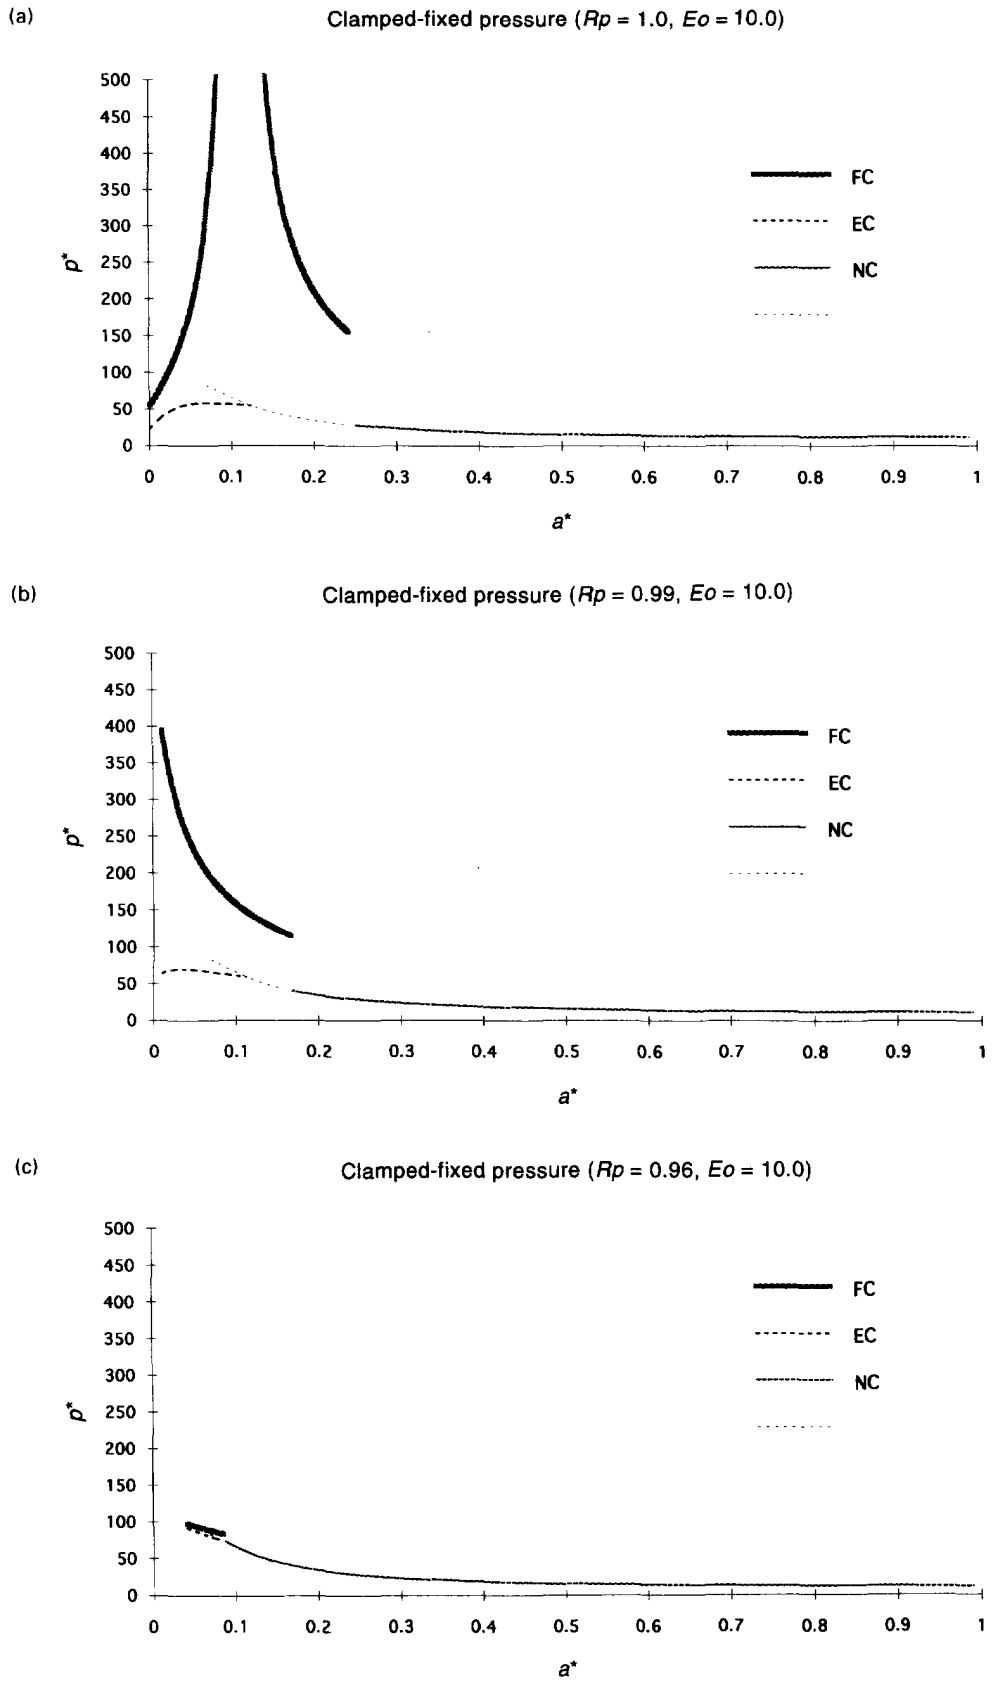 (a)
Clamped-fixed pressure (Rp = 1.0, Eo = 10.0)
500
450
400
350
300
250
200
150
100
50
0
p*
FC
EC
NC
0 0.1 0.2 0.3 0.4 0.5 0.6 0.7 0.8 0.9 1
a*
(b)
Clamped-fixed pressure (Rp = 0.99, Eo = 10.0)
500
450
400
350
300
250
200
150
100
50
0
p*
FC
EC
NC
0 0.1 0.2 0.3 0.4 0.5 0.6 0.7 0.8 0.9 1
a*
(c)
Clamped-fixed pressure (Rp = 0.96, Eo = 10.0)
500
450
400
350
300
250
200
150
100
50
0
p*
FC
EC
NC
0 0.1 0.2 0.3 0.4 0.5 0.6 0.7 0.8 0.9 1
a*